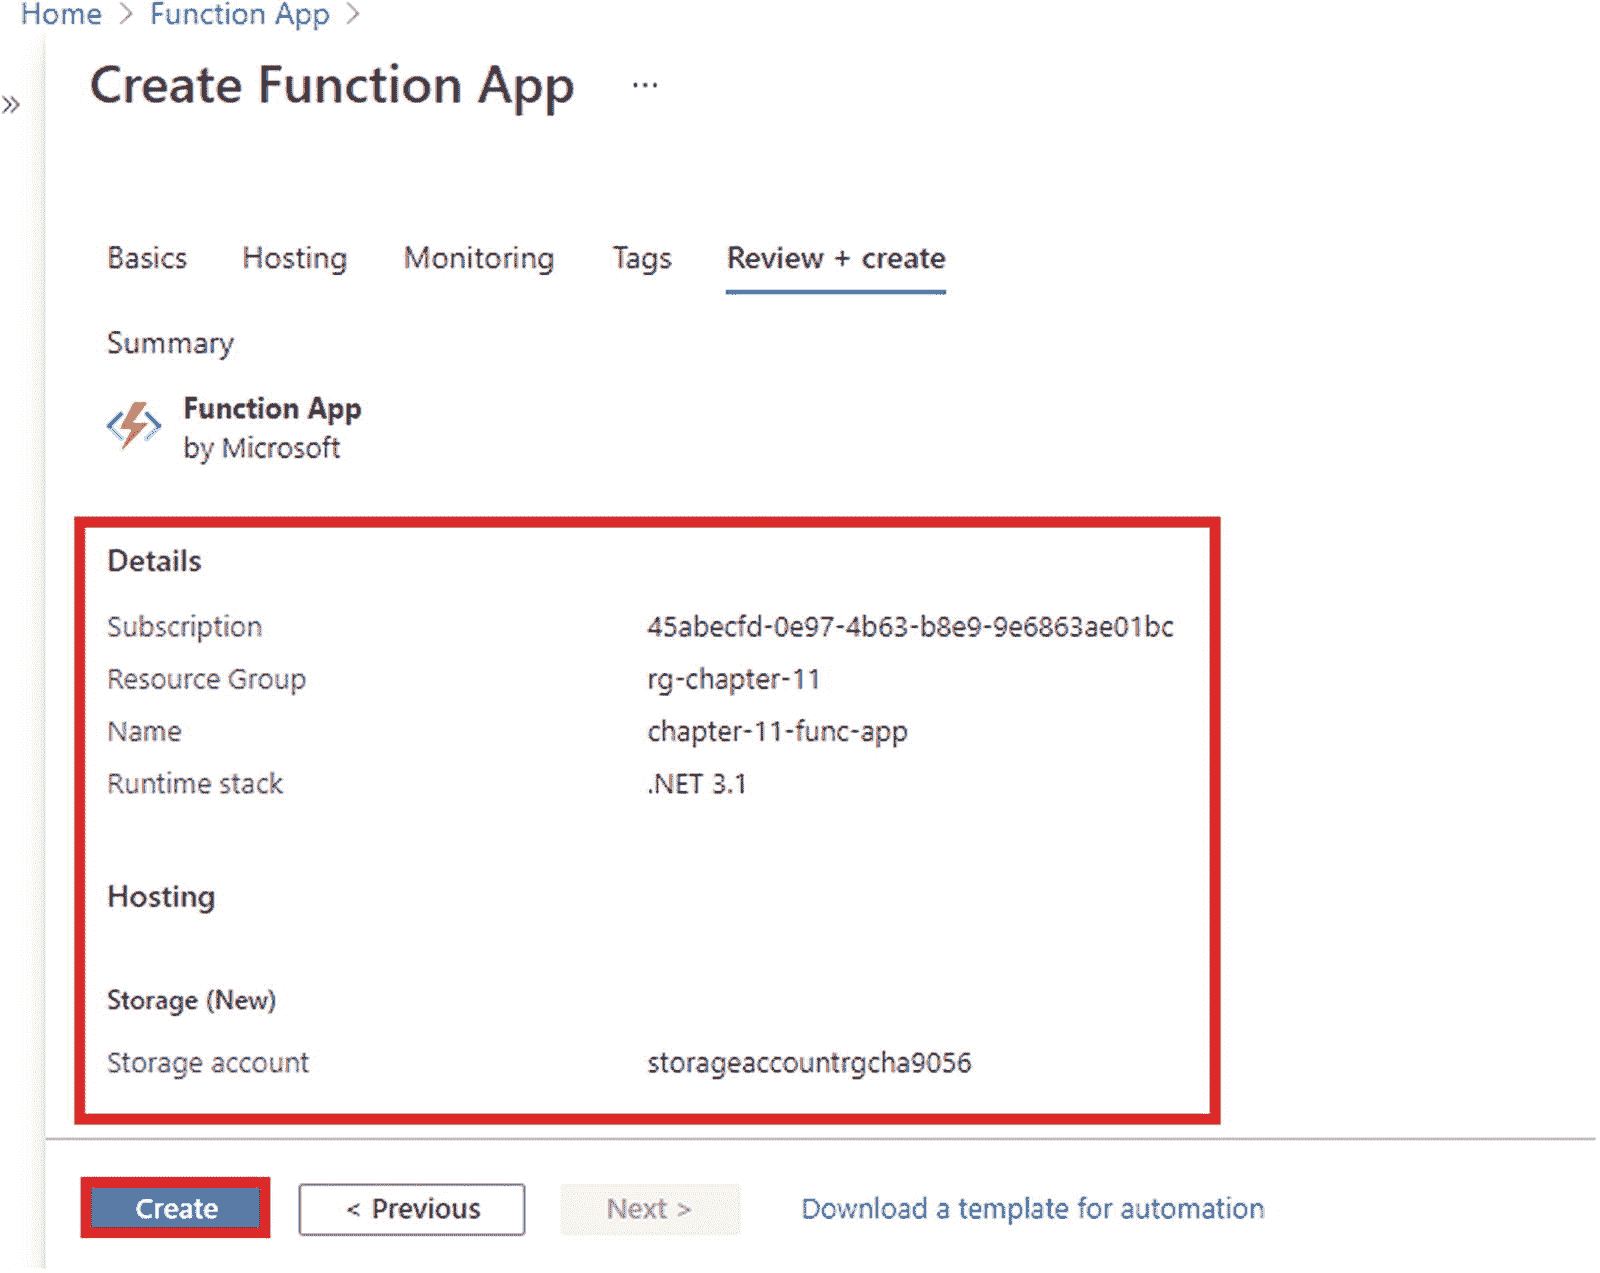 Home > Function App >
»
Create Function App ...
Basics Hosting Monitoring Tags Review + create
Summary
Function App
by Microsoft
Details
Subscription 45abecfd-0e97-4b63-b8e9-9e6863ae01bc
Resource Group rg-chapter-11
Name chapter-11-func-app
Runtime stack .NET 3.1
Hosting
Storage (New)
Storage account storageaccountrgcha9056
Create < Previous Next > Download a template for automation